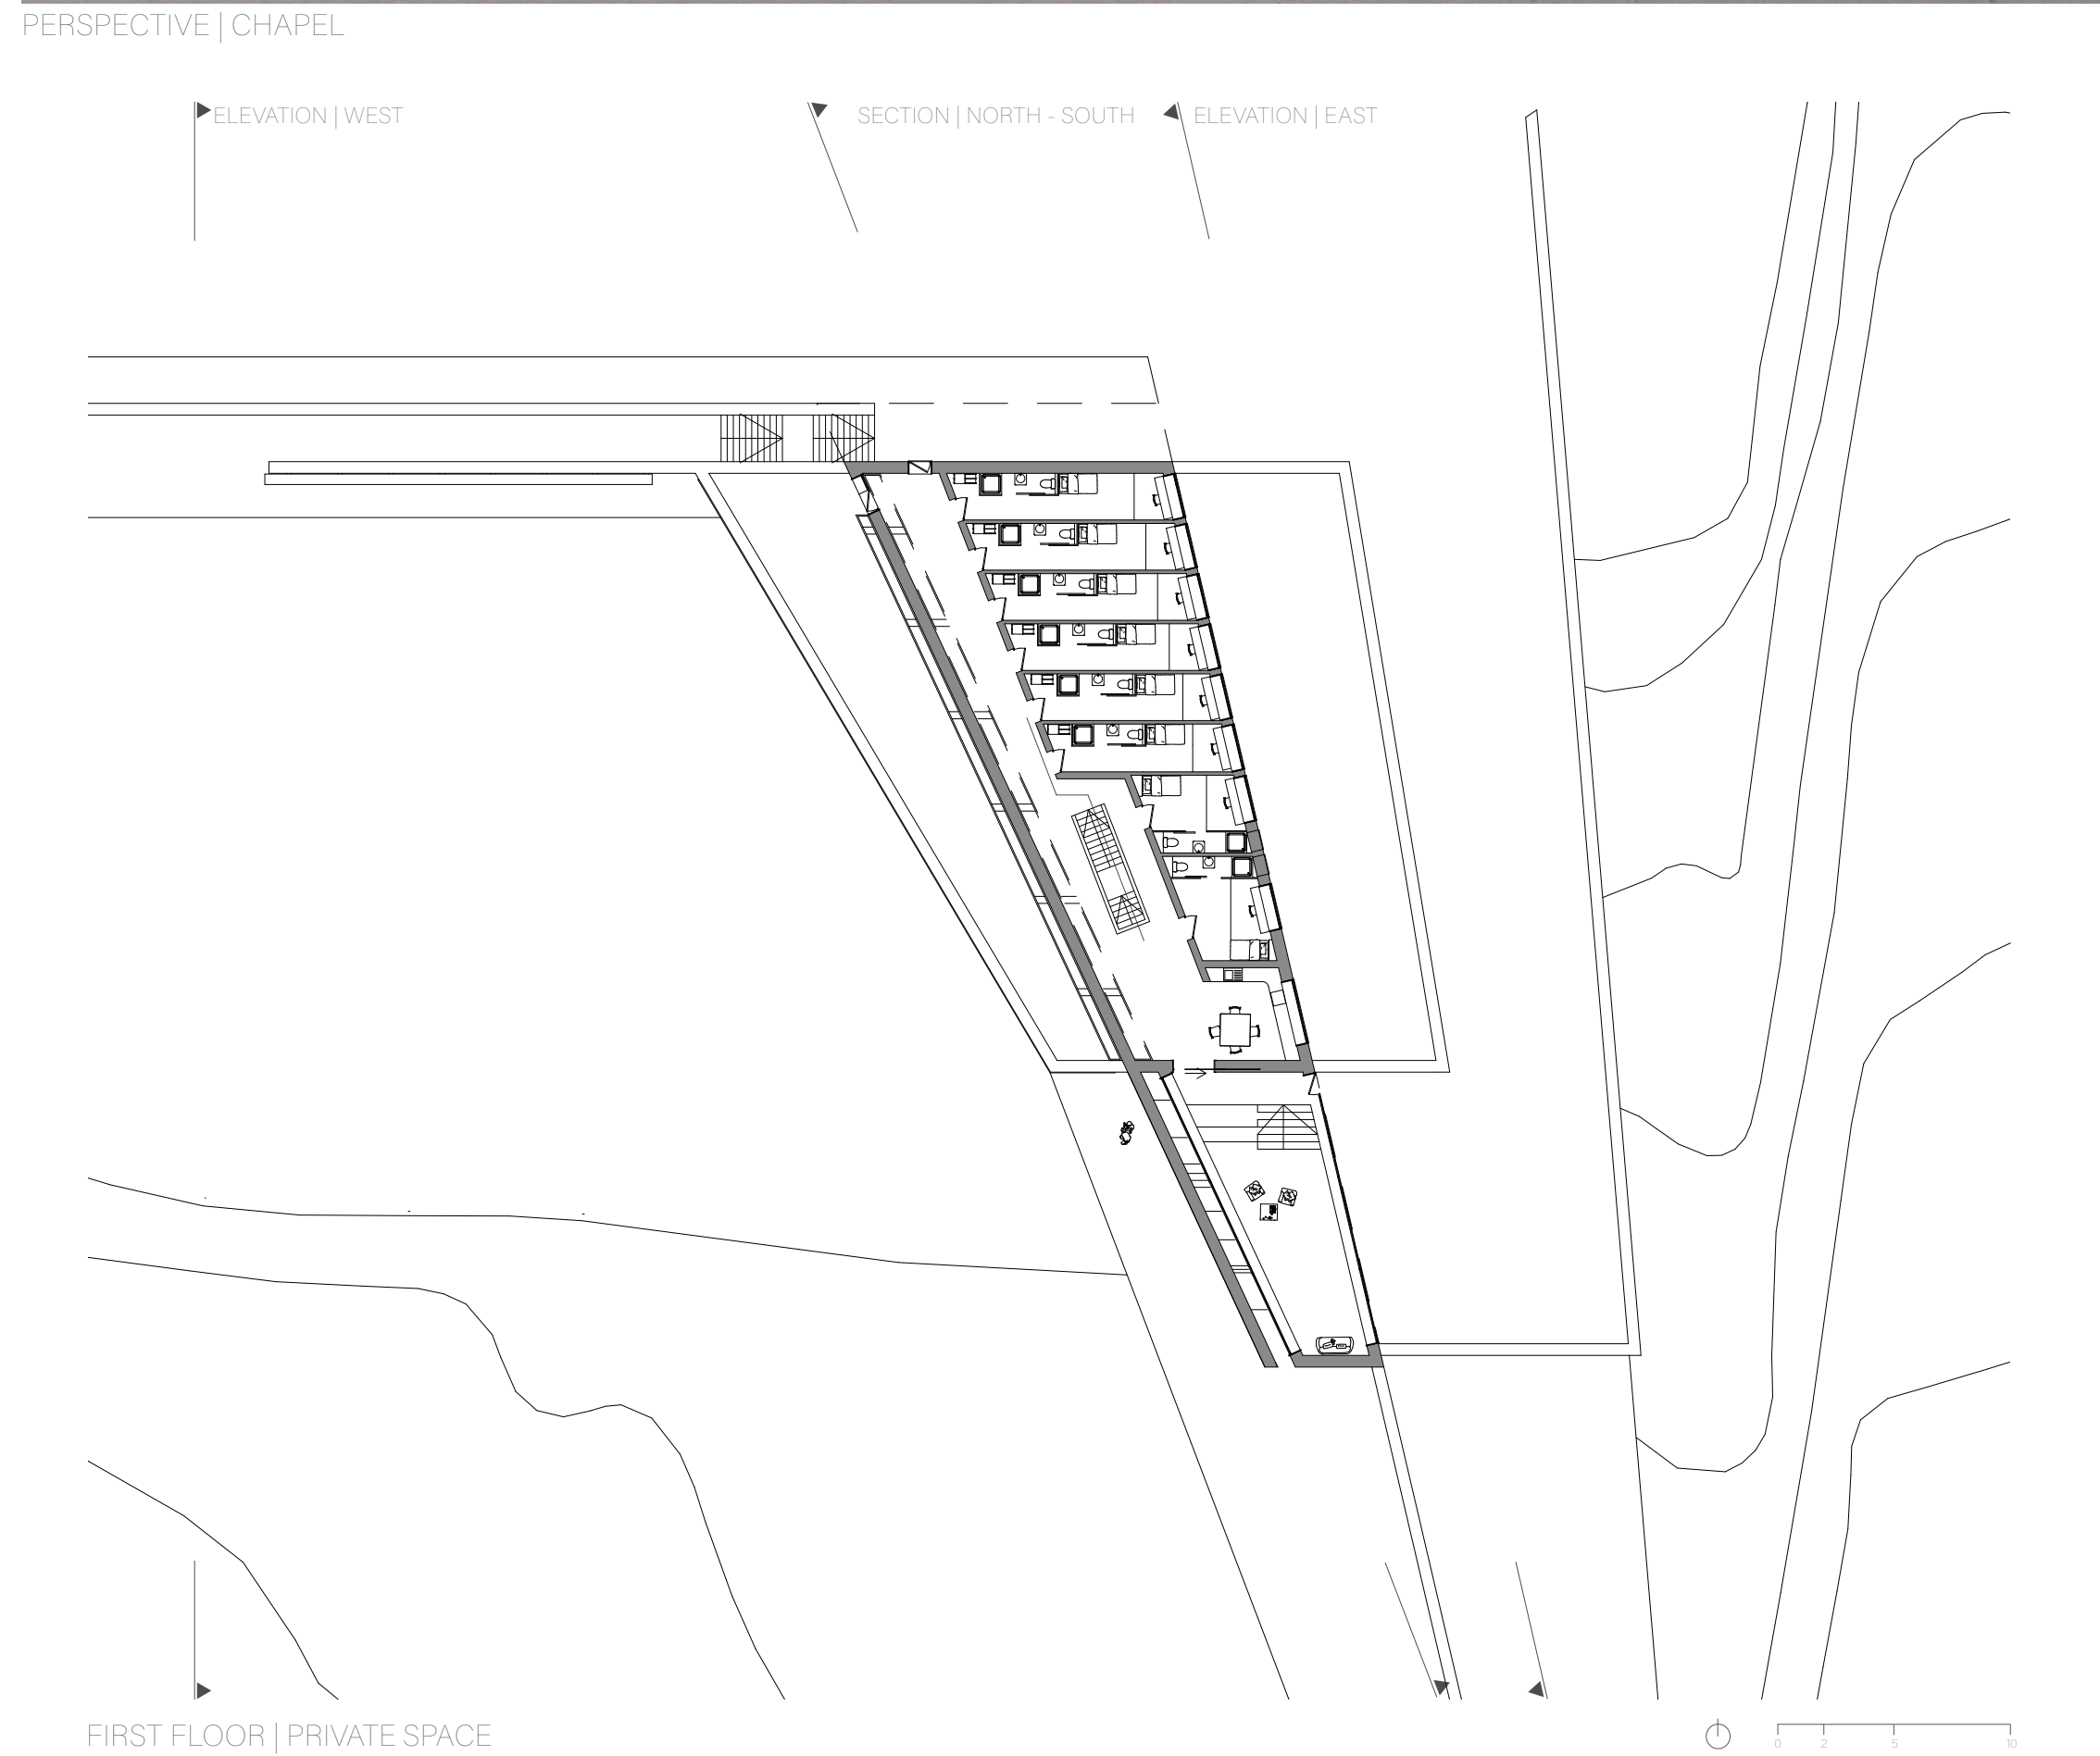 PERSPECTIVE | CHAPEL
ELEVATION | WEST
SECTION | NORTH - SOUTH
ELEVATION | EAST
FIRST FLOOR | PRIVATE SPACE
0 2 5 10